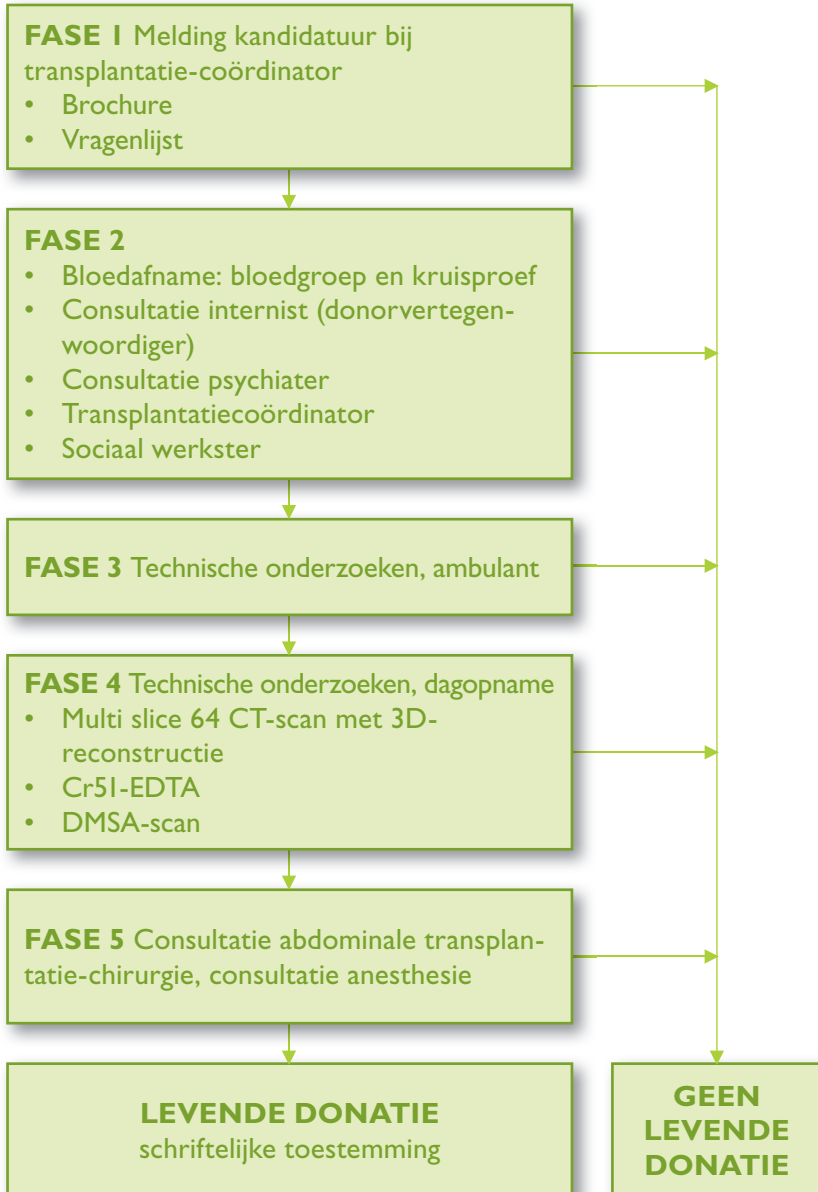 FASE 1 Melding kandidatuur bij
transplantatie-coördinator
• Brochure
• Vragenlijst
FASE 2
• Bloedafname: bloedgroep en kruisproef
• Consultatie internist (donorvertegen-
woordiger)
• Consultatie psychiater
• Transplantatiecoördinator
• Sociaal werkster
FASE 3 Technische onderzoeken, ambulant
FASE 4 Technische onderzoeken, dagopname
• Multi slice 64 CT-scan met 3D-
reconstructie
• Cr51-EDTA
• DMSA-scan
FASE 5 Consultatie abdominale transplan-
tatie-chirurgie, consultatie anesthesie
LEVENDE DONATIE
schriftelijke toestemming
GEEN
LEVENDE
DONATIE